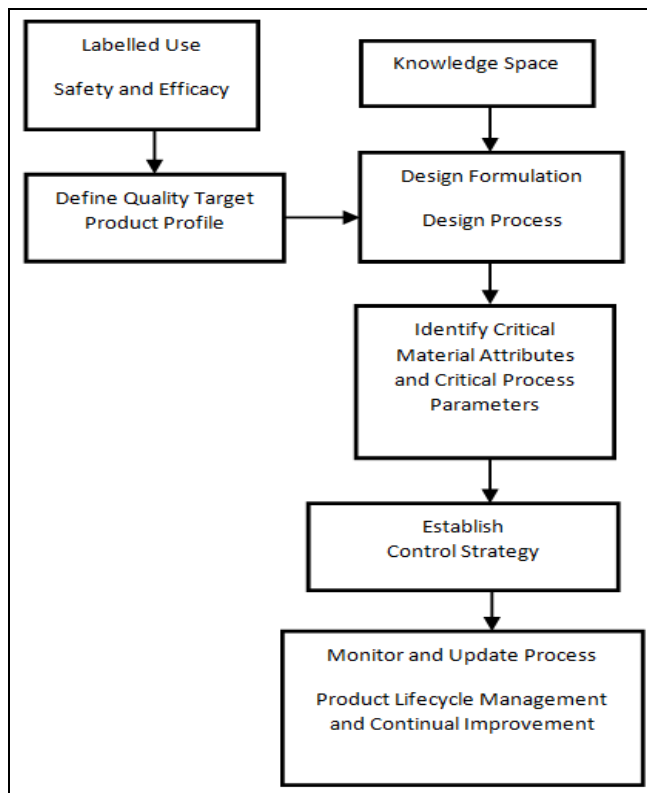 Labelled Use
Safety and Efficacy
Knowledge Space
Define Quality Target
Product Profile
Design Formulation
Design Process
Identify Critical
Material Attributes
and Critical Process
Parameters
Establish
Control Strategy
Monitor and Update Process
Product Lifecycle Management
and Continual Improvement